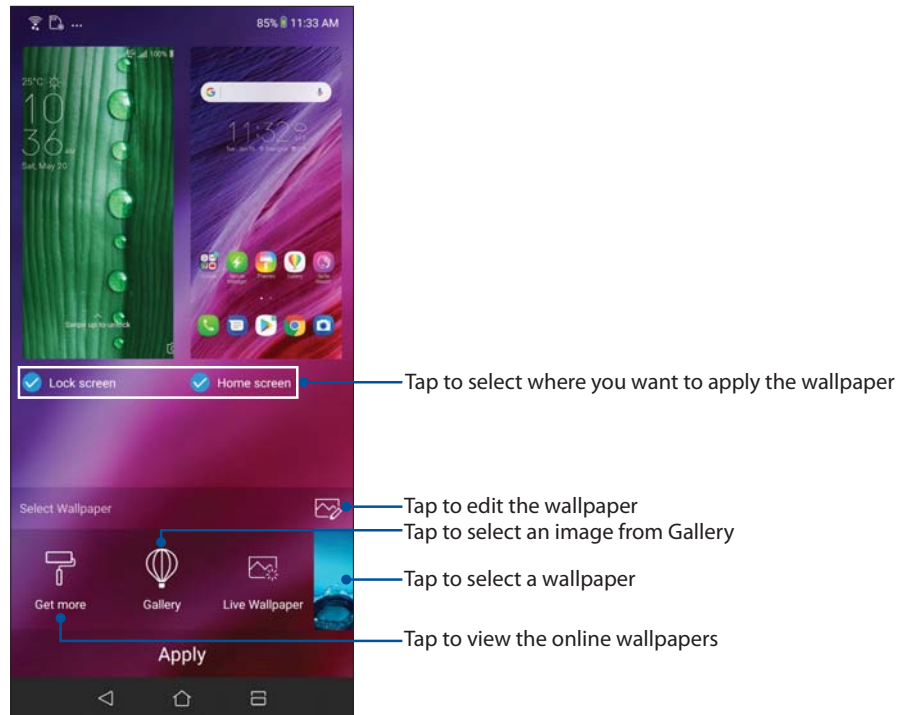 ... 85% 11:33 AM
100%
25°C
10
36 AM
Sat, May 20
Swipe up to unlock
G
11:32
Gallery
Lock screen
Home screen
Tap to select where you want to apply the wallpaper
Select Wallpaper
Tap to edit the wallpaper
Tap to select an image from Gallery
Tap to select a wallpaper
Get more
Gallery
Live Wallpaper
Tap to view the online wallpapers
Apply